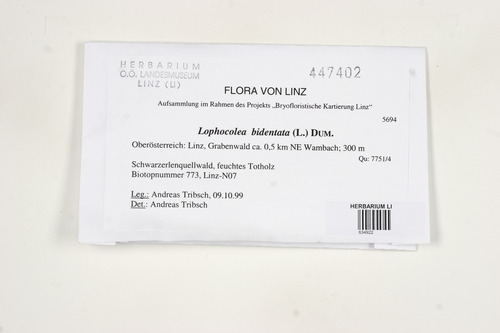 HERBARIUM
O.Ö. LANDESMUSEUM
LINZ (LI)
447402
FLORA VON LINZ
Aufsammlung im Rahmen des Projekts „Bryofloristische Kartierung Linz“
5694
Lophocolea bidentata (L.) DUM.
Oberösterreich: Linz, Grabenwald ca. 0,5 km NE Wambach; 300 m
Qu: 7751/4
Schwarzerlenquellwald, feuchtes Totholz
Biotopnummer 773, Linz-N07
Leg.: Andreas Tribsch, 09.10.99
Det.: Andreas Tribsch
HERBARIUM LI